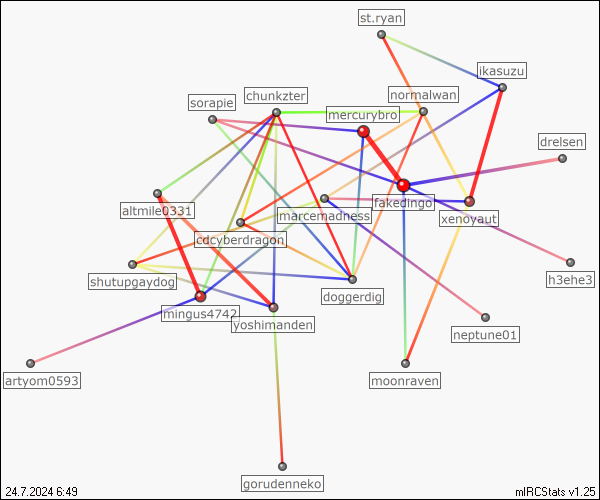 st.ryan
ikasuzu
chunkzter
normalwan
sorapie
mercurybro
drelsen
fakedingo
altmile0331
marcemadness
xenoyaut
cdcyberdragon
shutupgaydog
doggerdig
h3ehe3
mingus4742
yoshimanden
neptune01
artyom0593
moonraven
gorudenneko
24.7.2024 6:49
mIRCStats v1.25